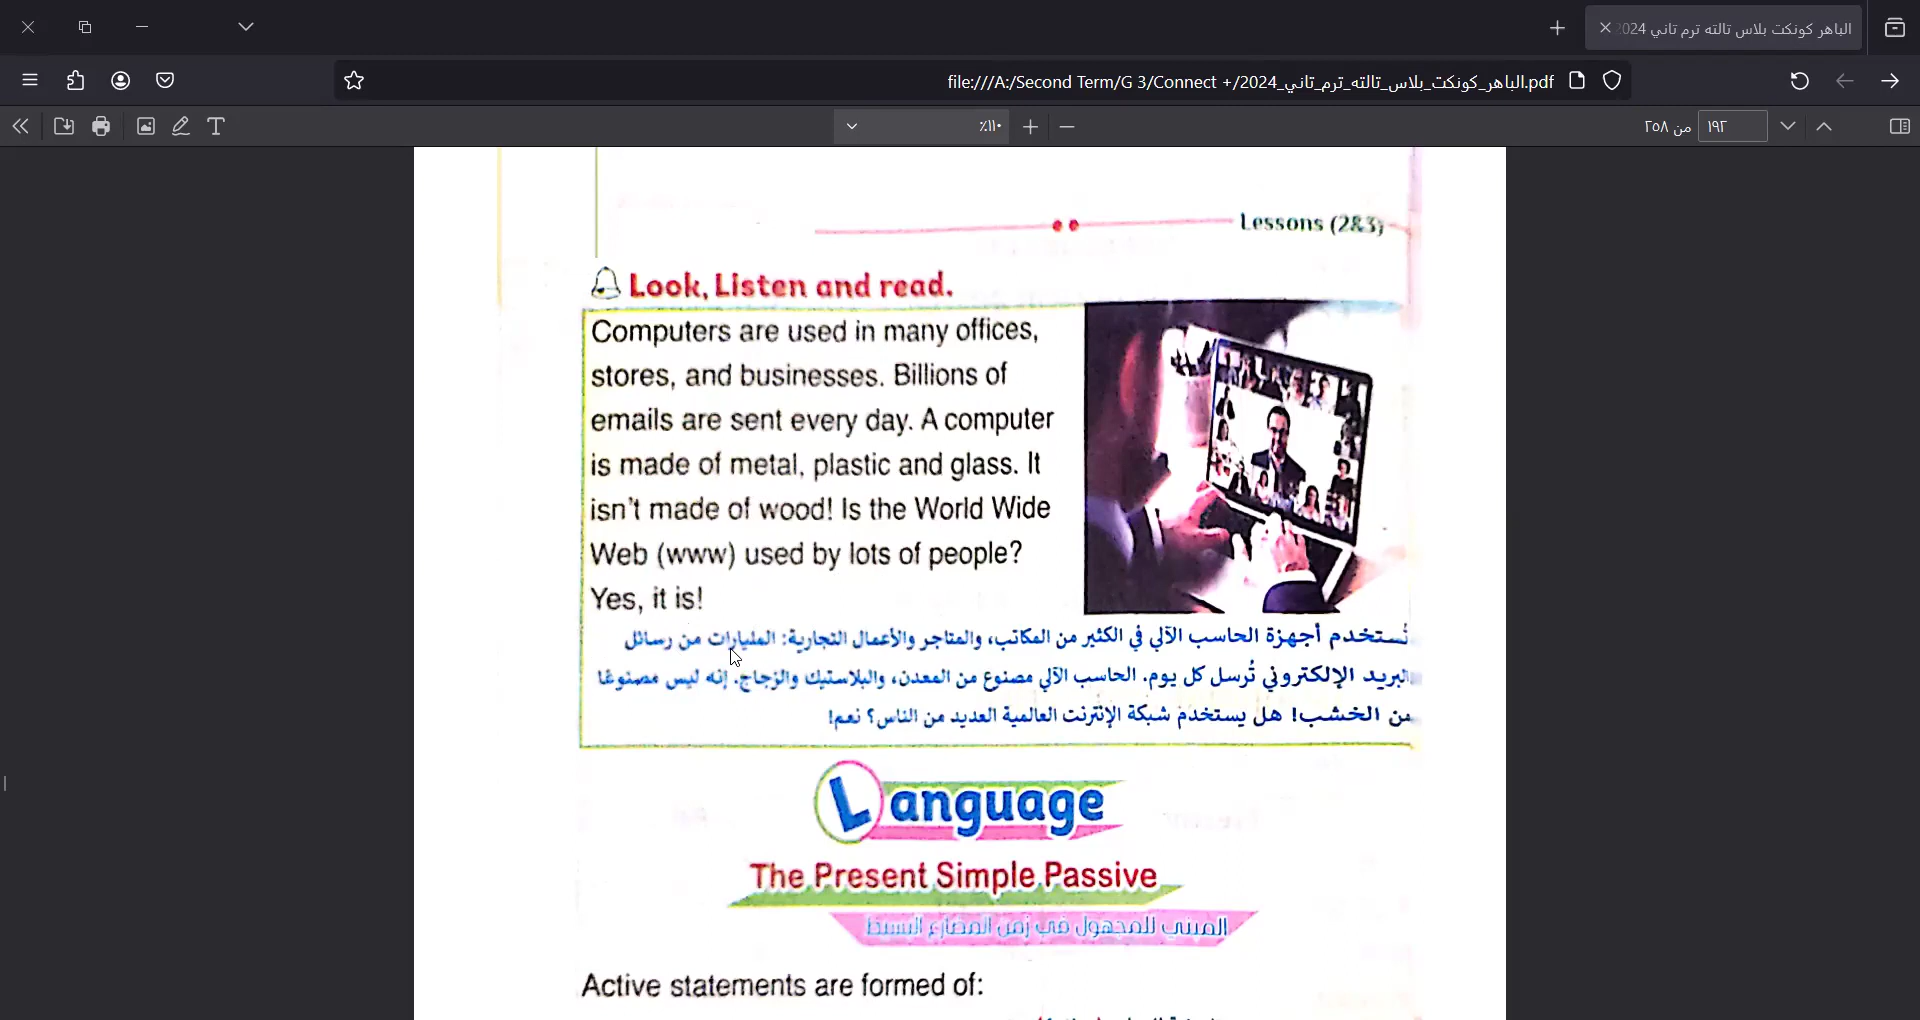 الباهر كونكت بلاس تالته ترم تاني 2024
file:///A:/Second Term/G 3/Connect +/2024_الباهر_كونكت_بلاس_تالته_ترم_تاني.pdf
١٩٢ من ٢٥٨
١١٠٪
Lessons (2&3)
Look, Listen and read.
Computers are used in many offices,
stores, and businesses. Billions of
emails are sent every day. A computer
is made of metal, plastic and glass. It
isn't made of wood! Is the World Wide
Web (www) used by lots of people?
Yes, it is!
تُستخدم أجهزة الحاسب الآلي في الكثير من المكاتب، والمتاجر والأعمال التجارية: المليارات من رسائل
البريد الإلكتروني تُرسل كل يوم. الحاسب الآلي مصنوع من المعدن، والبلاستيك والزجاج. إنه ليس مصنوعًا
من الخشب! هل يستخدم شبكة الإنترنت العالمية العديد من الناس؟ نعم!
Language
The Present Simple Passive
المبني للمجهول في زمن المضارع البسيط
Active statements are formed of: